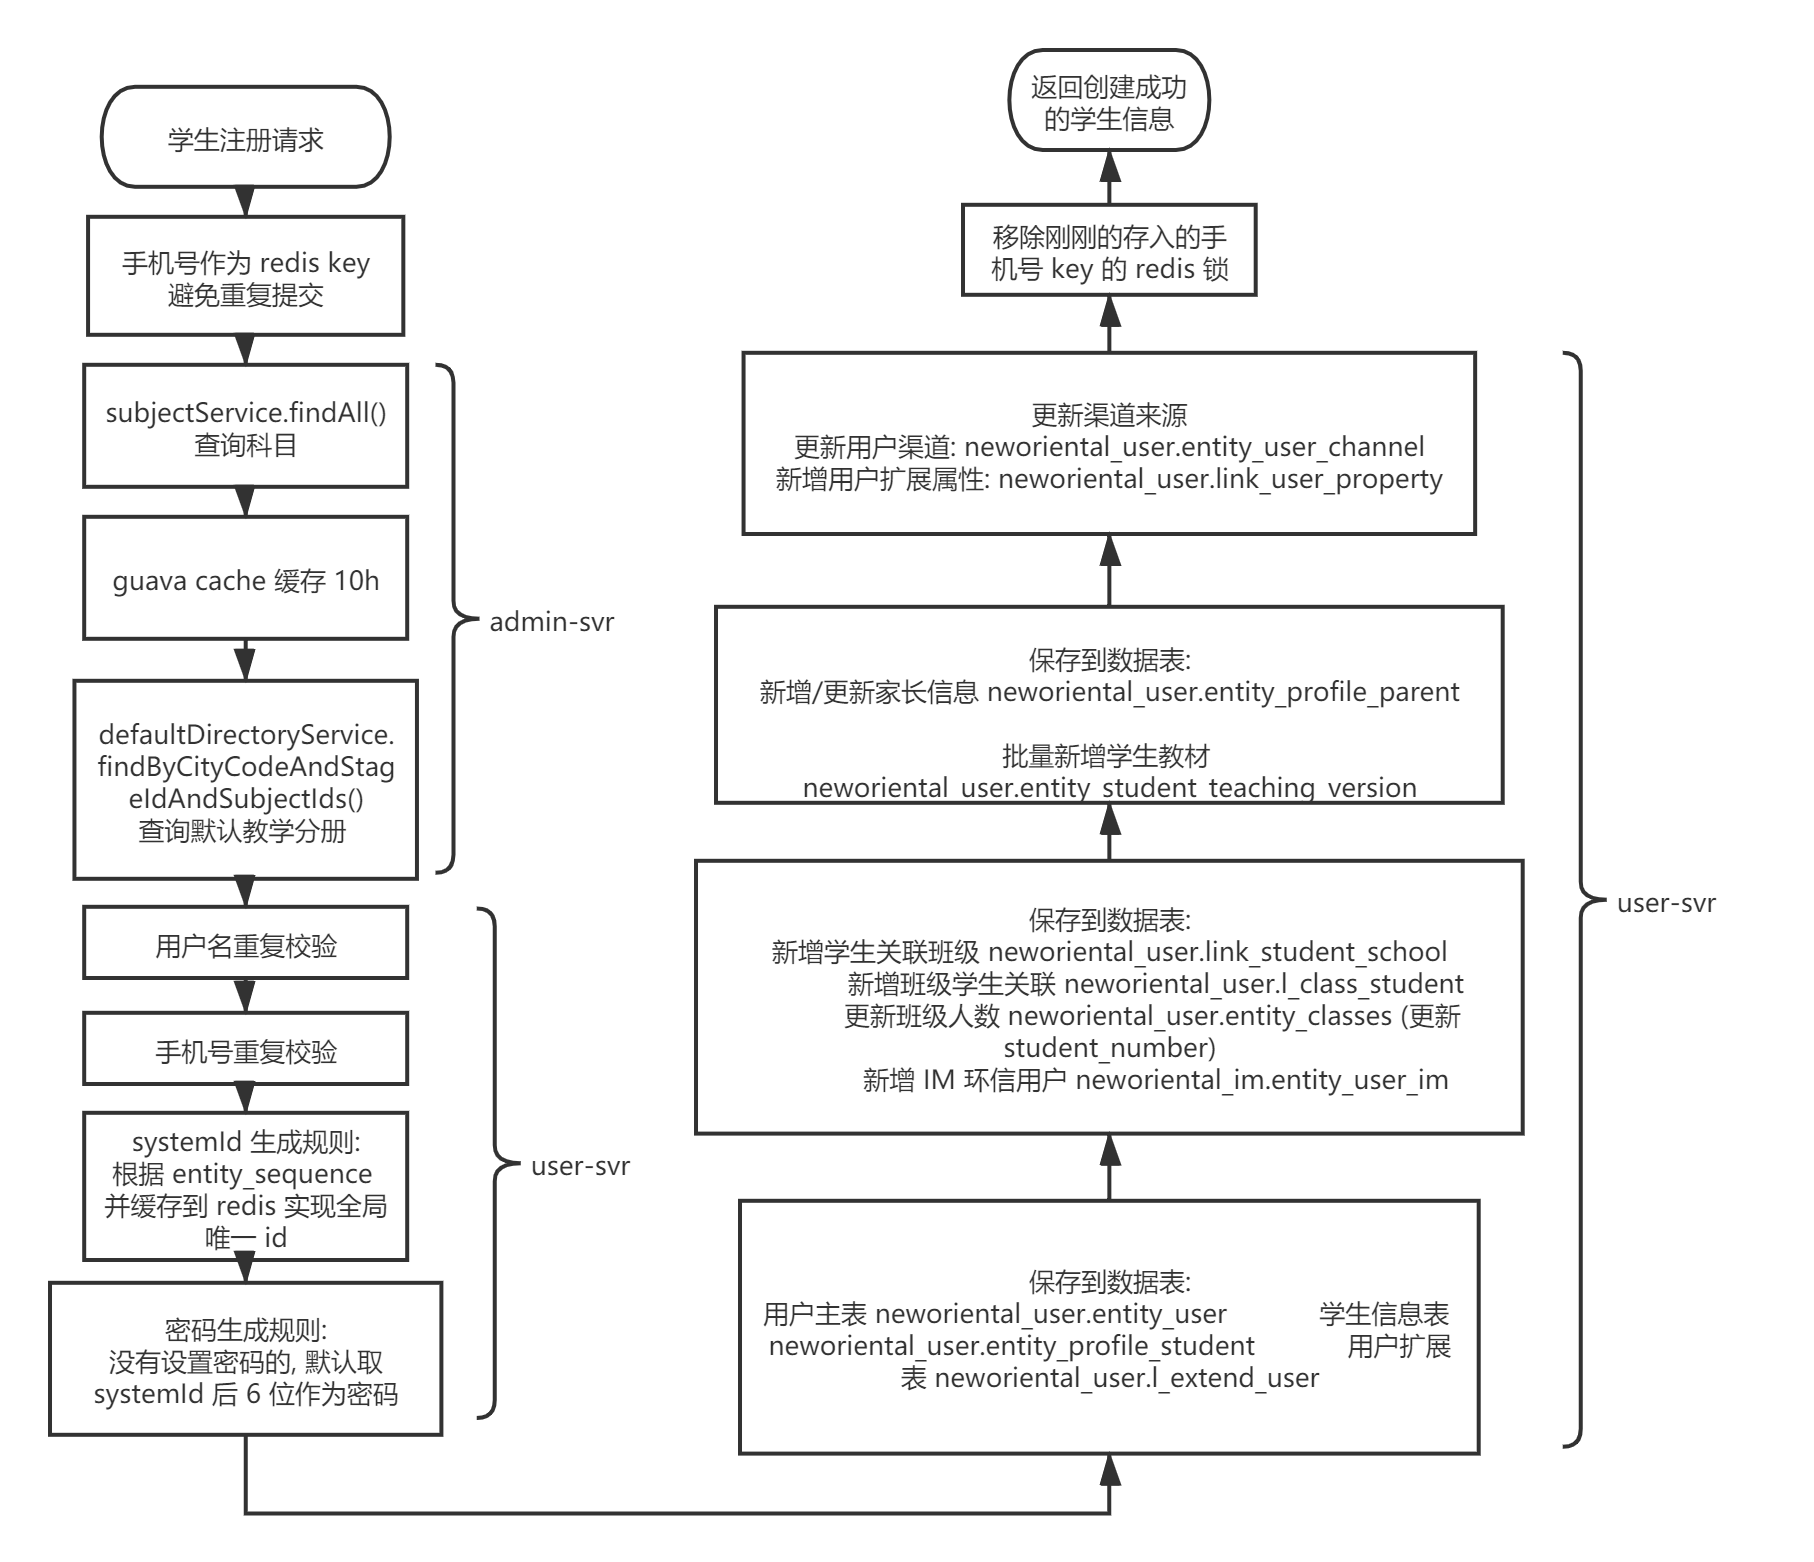 学生注册请求
手机号作为 redis key
避免重复提交
subjectService.findAll()
查询科目
guava cache 缓存 10h
defaultDirectoryService.
findByCityCodeAndStag
eIdAndSubjectIds()
查询默认教学分册
admin-svr
用户名重复校验
手机号重复校验
systemId 生成规则:
根据 entity_sequence
并缓存到 redis 实现全局
唯一 id
密码生成规则:
没有设置密码的, 默认取
systemId 后 6 位作为密码
user-svr
返回创建成功
的学生信息
移除刚刚的存入的手
机号 key 的 redis 锁
更新渠道来源
更新用户渠道: neworiental_user.entity_user_channel
新增用户扩展属性: neworiental_user.link_user_property
保存到数据表:
新增/更新家长信息 neworiental_user.entity_profile_parent
批量新增学生教材
neworiental_user.entity_student_teaching_version
保存到数据表:
新增学生关联班级 neworiental_user.link_student_school
新增班级学生关联 neworiental_user.l_class_student
更新班级人数 neworiental_user.entity_classes (更新
student_number)
新增 IM 环信用户 neworiental_im.entity_user_im
保存到数据表:
用户主表 neworiental_user.entity_user 学生信息表
neworiental_user.entity_profile_student 用户扩展
表 neworiental_user.l_extend_user
user-svr